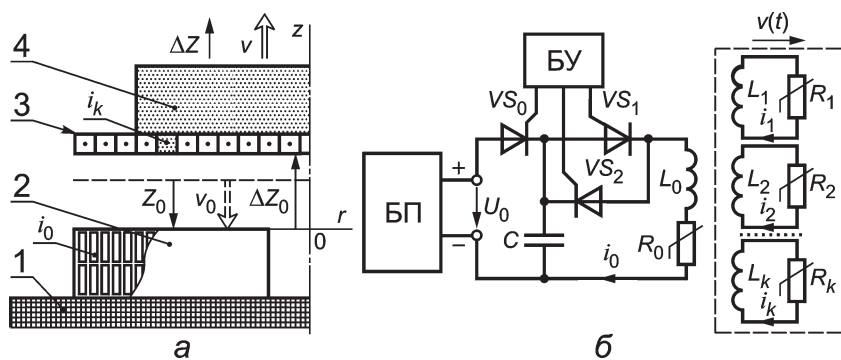 ΔZ v z
4
i_k
3
2
Z_0 v_0 ΔZ_0
i_0
r
0
1
а
БУ
VS_0 VS_1
VS_2
L_0
+
БП
U_0
−
C
R_0
i_0
б
v(t)
L_1 R_1
i_1
L_2 R_2
i_2
L_k R_k
i_k